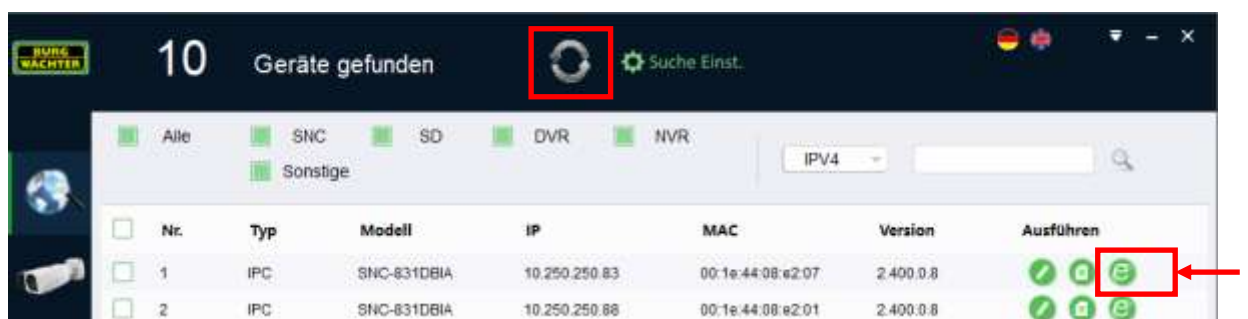 BURG
WÄCHTER
10 Geräte gefunden Suche Einst.
Alle SNC SD DVR NVR
Sonstige
IPV4
Nr. Typ Modell IP MAC Version Ausführen
1 IPC SNC-831DBIA 10.250.250.83 00:1e:44:08:e2:07 2.400.0.8
2 IPC SNC-831DBIA 10.250.250.88 00:1e:44:08:e2:01 2.400.0.8